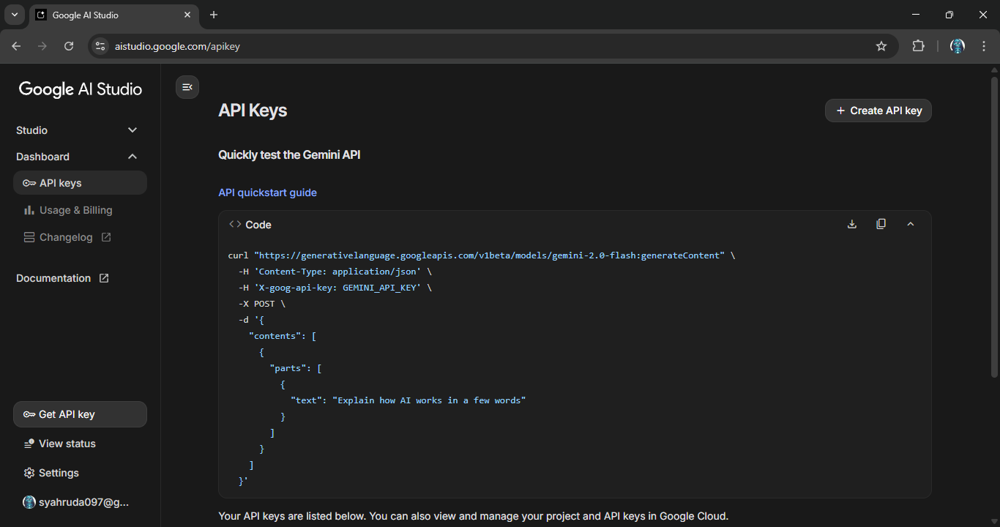 Google AI Studio
aistudio.google.com/apikey
Google AI Studio
Studio
Dashboard
API keys
Usage & Billing
Changelog
Documentation
Get API key
View status
Settings
syahruda097@g...
API Keys
Create API key
Quickly test the Gemini API
API quickstart guide
<> Code
curl "https://generativelanguage.googleapis.com/v1beta/models/gemini-2.0-flash:generateContent" \
  -H 'Content-Type: application/json' \
  -H 'X-goog-api-key: GEMINI_API_KEY' \
  -X POST \
  -d '{
    "contents": [
      {
        "parts": [
          {
            "text": "Explain how AI works in a few words"
          }
        ]
      }
    ]
  }'
Your API keys are listed below. You can also view and manage your project and API keys in Google Cloud.